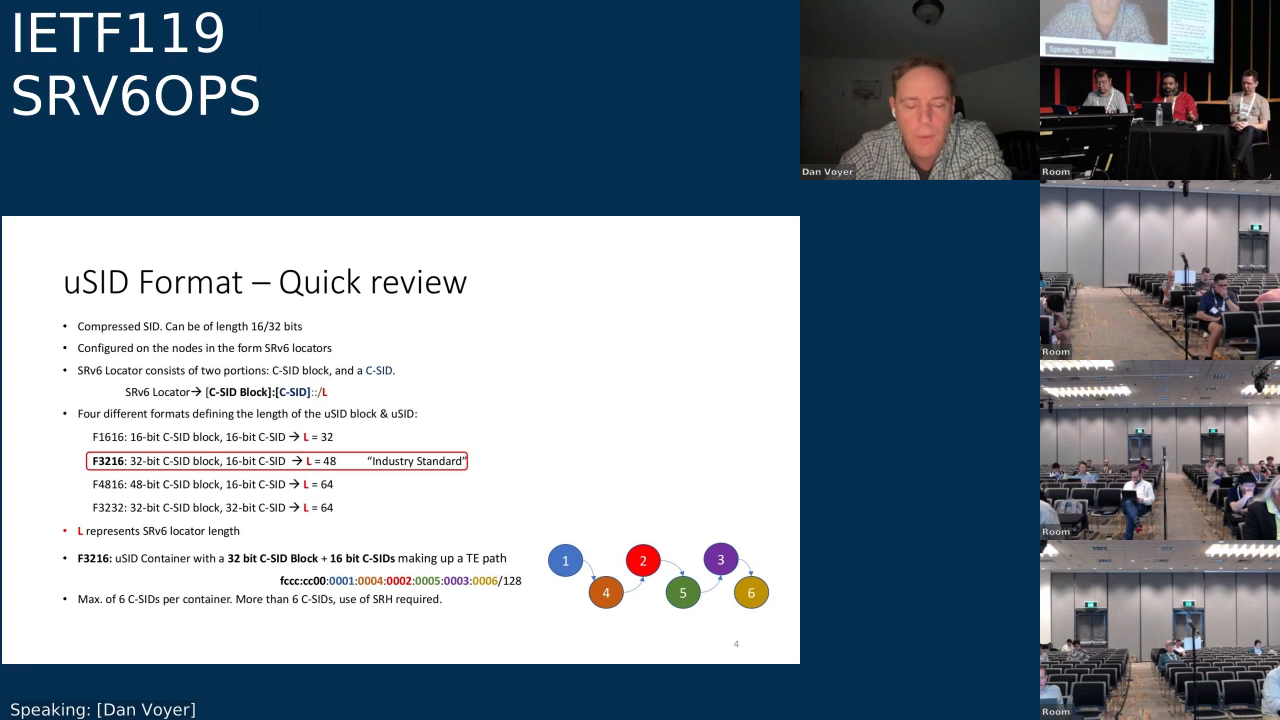 IETF119
SRV6OPS
Dan Voyer
Speaking: Dan Voyer
Room
Room
Room
Room
uSID Format – Quick review
• Compressed SID. Can be of length 16/32 bits
• Configured on the nodes in the form SRv6 locators
• SRv6 Locator consists of two portions: C-SID block, and a C-SID.
SRv6 Locator→ [C-SID Block]:[C-SID]::/L
• Four different formats defining the length of the uSID block & uSID:
F1616: 16-bit C-SID block, 16-bit C-SID → L = 32
F3216: 32-bit C-SID block, 16-bit C-SID → L = 48 “Industry Standard”
F4816: 48-bit C-SID block, 16-bit C-SID → L = 64
F3232: 32-bit C-SID block, 32-bit C-SID → L = 64
• L represents SRv6 locator length
• F3216: uSID Container with a 32 bit C-SID Block + 16 bit C-SIDs making up a TE path
fccc:cc00:0001:0004:0002:0005:0003:0006/128
• Max. of 6 C-SIDs per container. More than 6 C-SIDs, use of SRH required.
1
4
2
5
3
6
4
Speaking: [Dan Voyer]